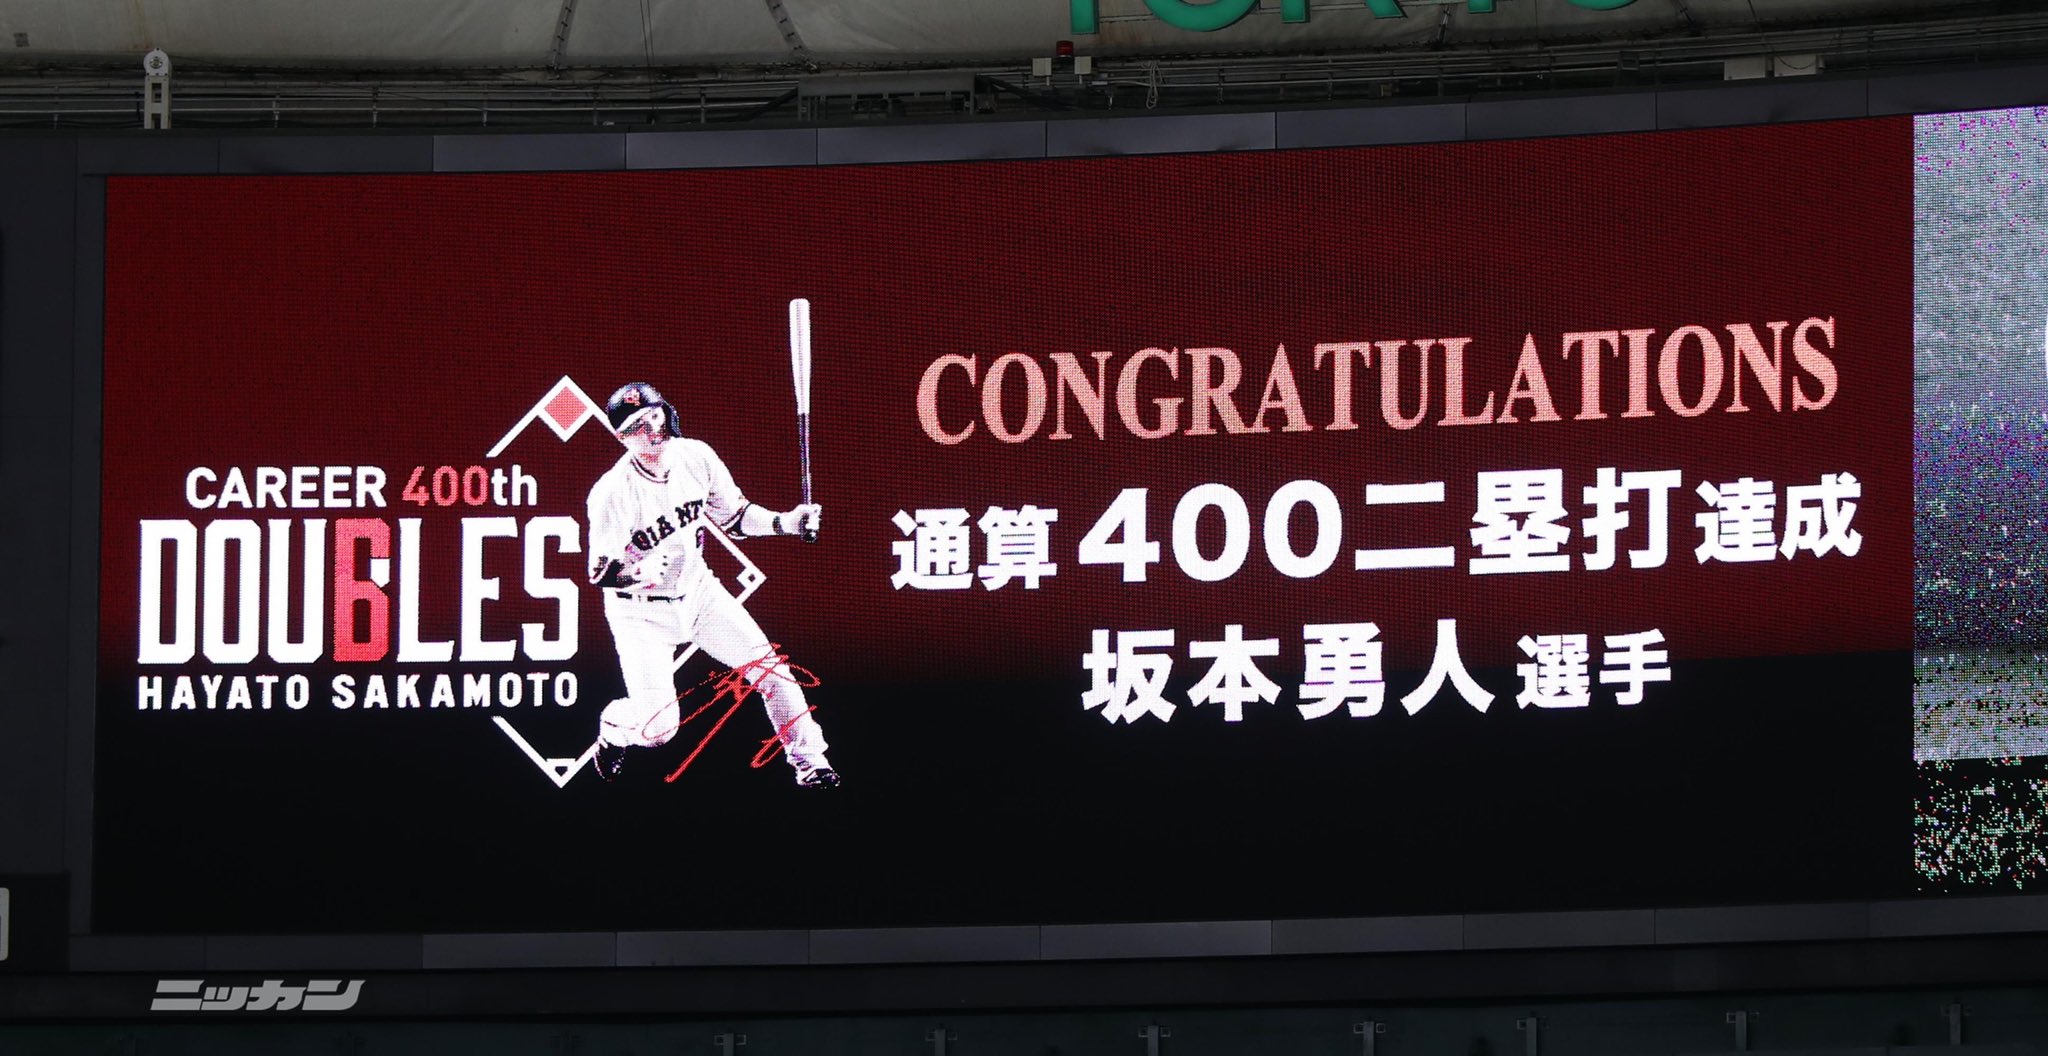 CAREER 400th
DOUBLES
HAYATO SAKAMOTO
GIANTS
CONGRATULATIONS
通算400二塁打達成
坂本勇人選手
ニッカン